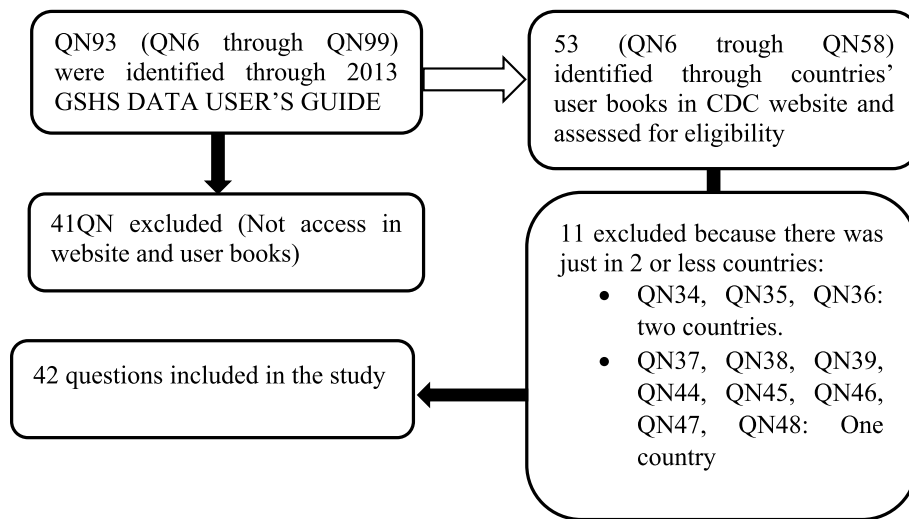 QN93 (QN6 through QN99)
were identified through 2013
GSHS DATA USER'S GUIDE
53 (QN6 trough QN58)
identified through countries'
user books in CDC website and
assessed for eligibility
41QN excluded (Not access in
website and user books)
11 excluded because there was
just in 2 or less countries:
• QN34, QN35, QN36:
two countries.
• QN37, QN38, QN39,
QN44, QN45, QN46,
QN47, QN48: One
country
42 questions included in the study